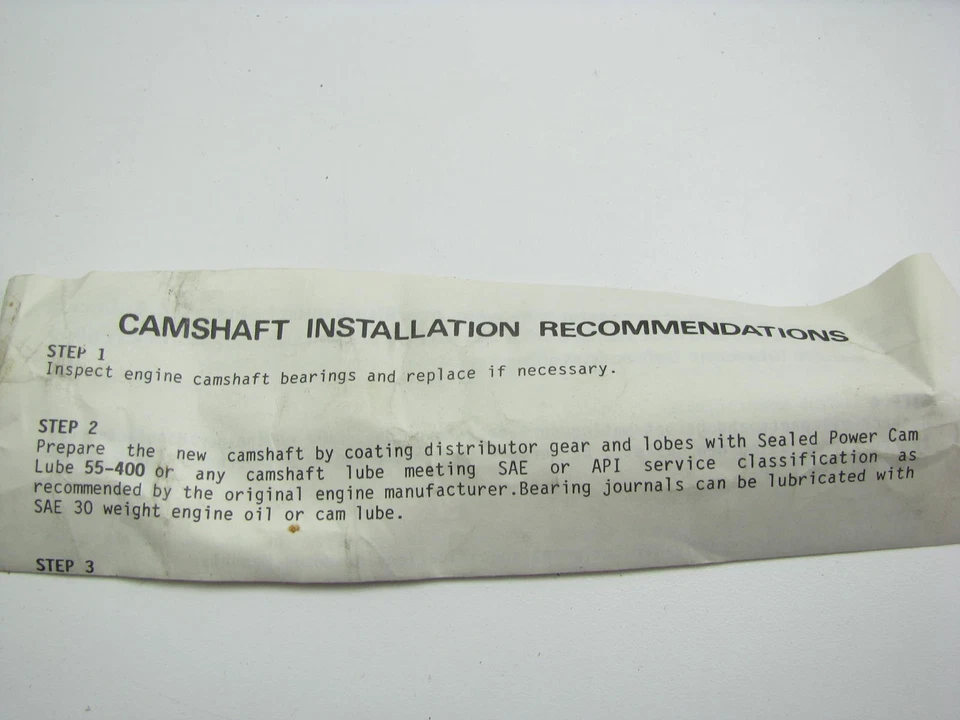 CAMSHAFT INSTALLATION RECOMMENDATIONS
STEP 1
Inspect engine camshaft bearings and replace if necessary.
STEP 2
Prepare the new camshaft by coating distributor gear and lobes with Sealed Power Cam
Lube 55-400 or any camshaft lube meeting SAE or API service classification as
recommended by the original engine manufacturer.Bearing journals can be lubricated with
SAE 30 weight engine oil or cam lube.
STEP 3